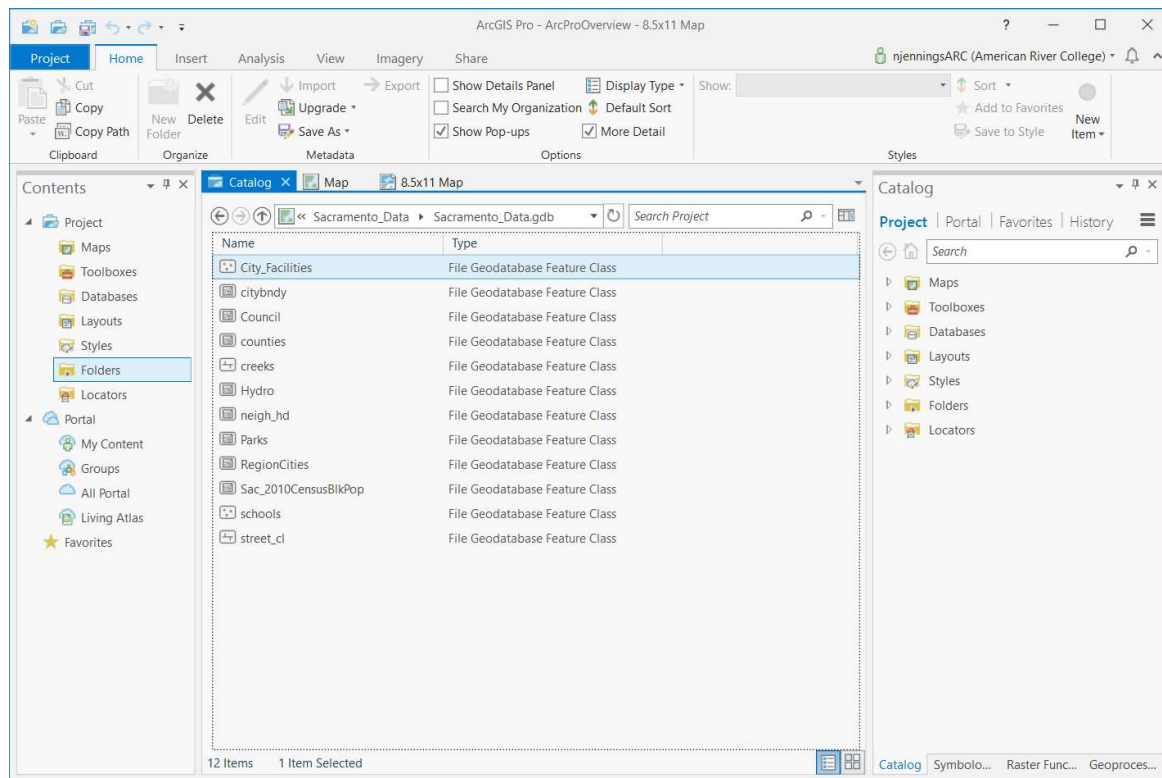 ArcGIS Pro - ArcProOverview - 8.5x11 Map
?
Project Home Insert Analysis View Imagery Share
njenningsARC (American River College)
Paste
Cut
Copy
Copy Path
Clipboard
New Folder
Delete
Organize
Edit
Import Export
Upgrade
Save As
Metadata
Show Details Panel Display Type
Search My Organization Default Sort
Show Pop-ups More Detail
Options
Show:
Sort
Add to Favorites
Save to Style
New Item
Styles
Contents
Project
Maps
Toolboxes
Databases
Layouts
Styles
Folders
Locators
Portal
My Content
Groups
All Portal
Living Atlas
Favorites
Catalog Map 8.5x11 Map
« Sacramento_Data Sacramento_Data.gdb Search Project
Name Type
City_Facilities File Geodatabase Feature Class
citybndy File Geodatabase Feature Class
Council File Geodatabase Feature Class
counties File Geodatabase Feature Class
creeks File Geodatabase Feature Class
Hydro File Geodatabase Feature Class
neigh_hd File Geodatabase Feature Class
Parks File Geodatabase Feature Class
RegionCities File Geodatabase Feature Class
Sac_2010CensusBlkPop File Geodatabase Feature Class
schools File Geodatabase Feature Class
street_cl File Geodatabase Feature Class
12 Items 1 Item Selected
Catalog
Project | Portal | Favorites | History
Search
Maps
Toolboxes
Databases
Layouts
Styles
Folders
Locators
Catalog Symbolo... Raster Func... Geoproces...